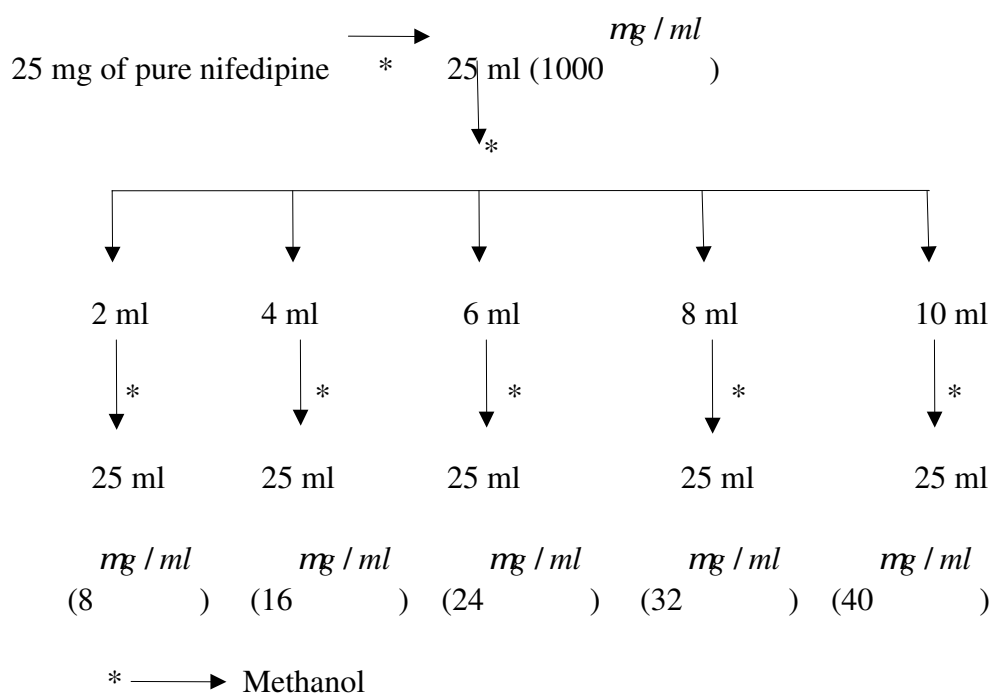 mg / ml
25 mg of pure nifedipine * 25 ml (1000 )
*
2 ml 4 ml 6 ml 8 ml 10 ml
* * * * *
25 ml 25 ml 25 ml 25 ml 25 ml
mg / ml mg / ml mg / ml mg / ml mg / ml
(8 ) (16 ) (24 ) (32 ) (40 )
* Methanol